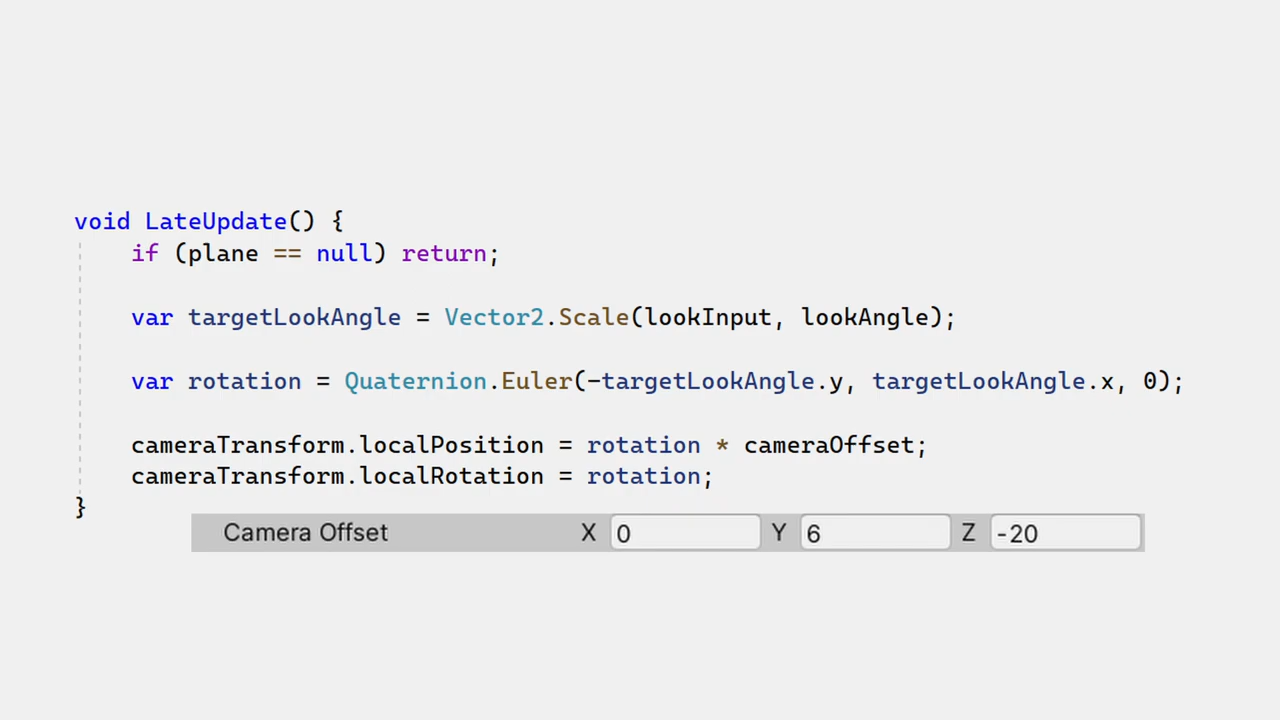 void LateUpdate() {
if (plane == null) return;
var targetLookAngle = Vector2.Scale(lookInput, lookAngle);
var rotation = Quaternion.Euler(-targetLookAngle.y, targetLookAngle.x, 0);
cameraTransform.localPosition = rotation * cameraOffset;
cameraTransform.localRotation = rotation;
}
Camera Offset X 0 Y 6 Z -20